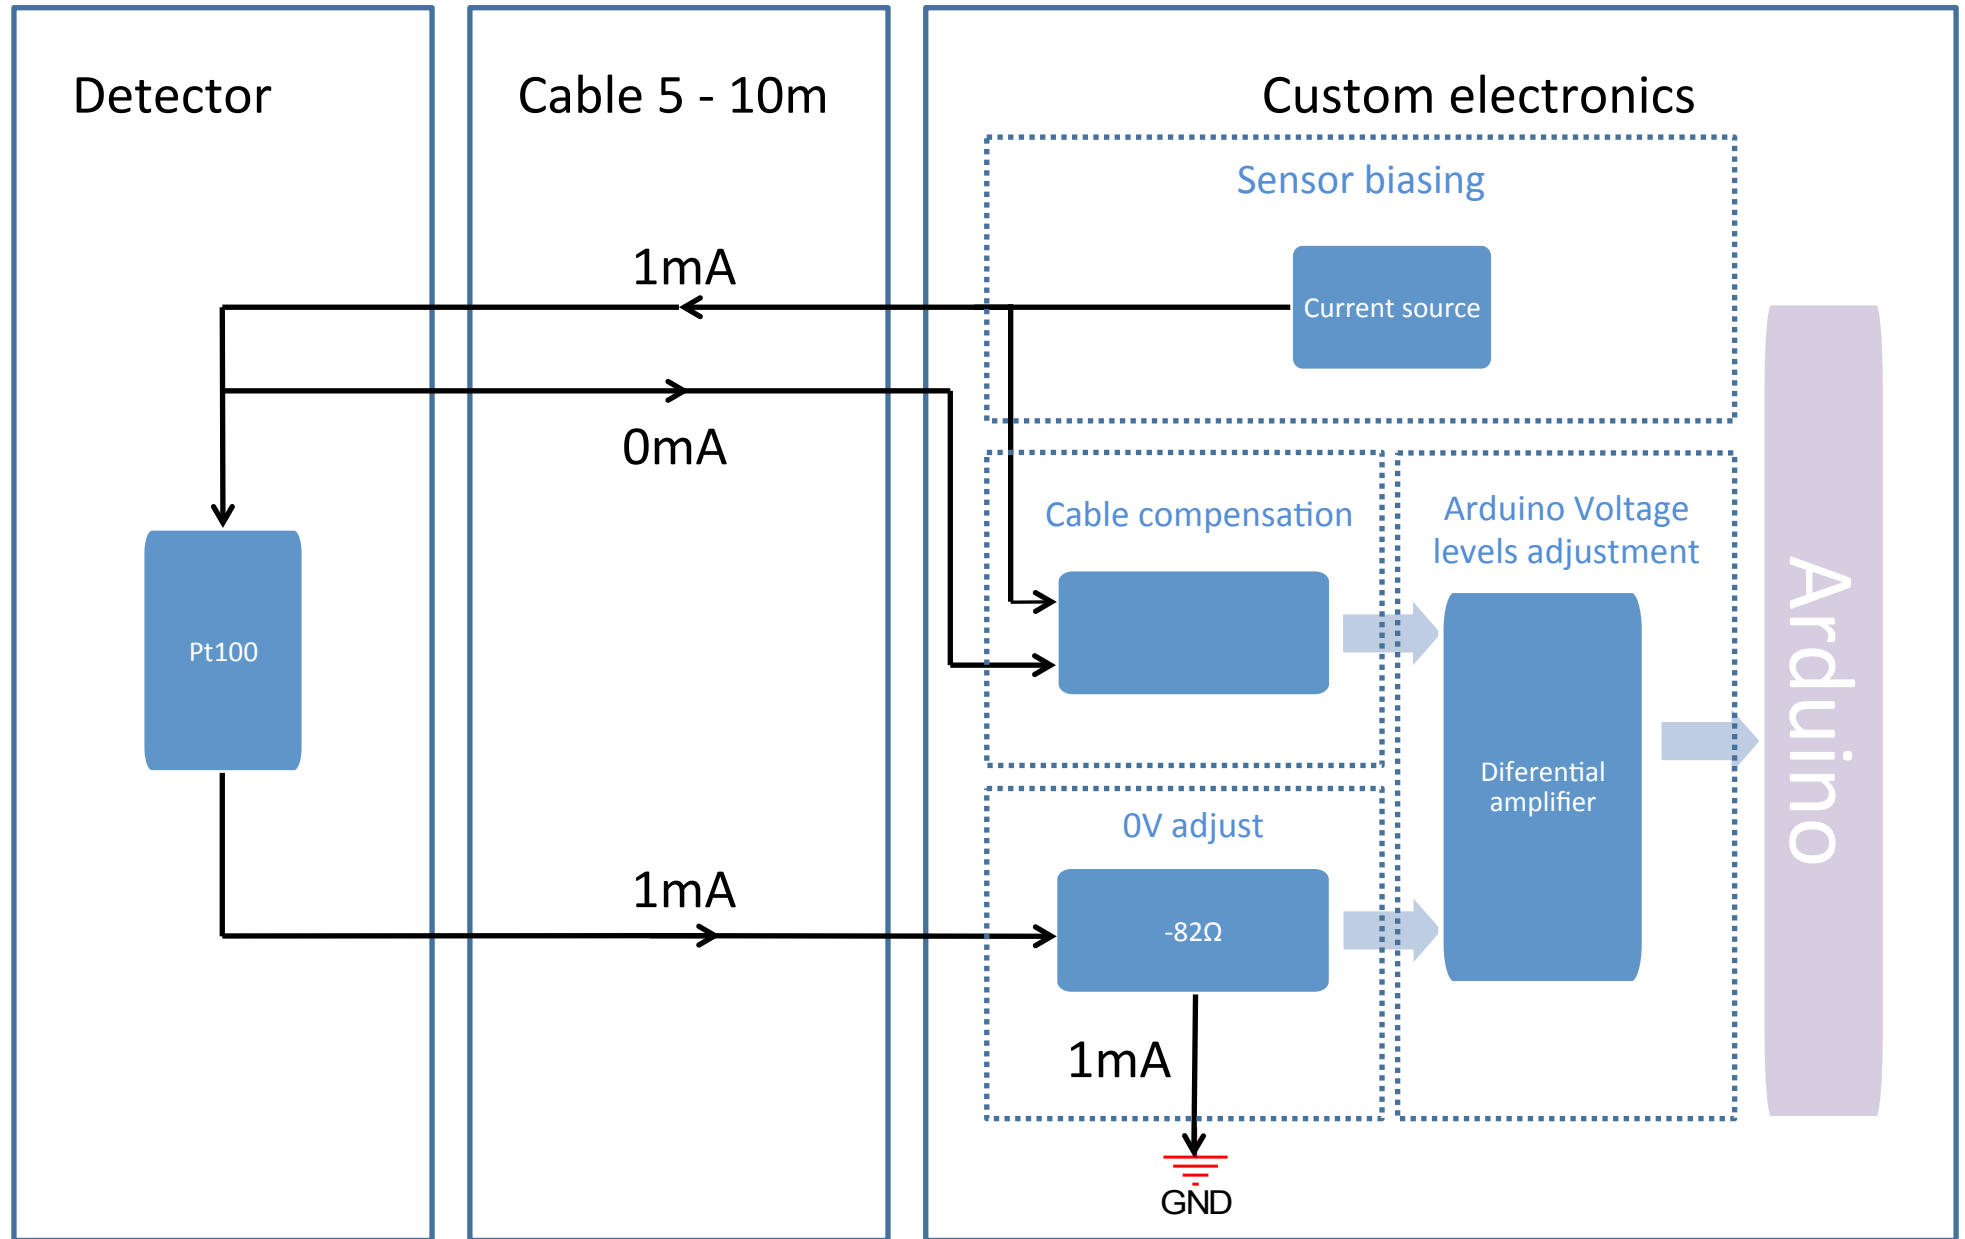 Detector
Cable 5 - 10m
Custom electronics
Sensor biasing
1mA
Current source
0mA
Cable compensation
Arduino Voltage
levels adjustment
Pt100
Arduino
Diferential
amplifier
0V adjust
1mA
-82Ω
1mA
GND